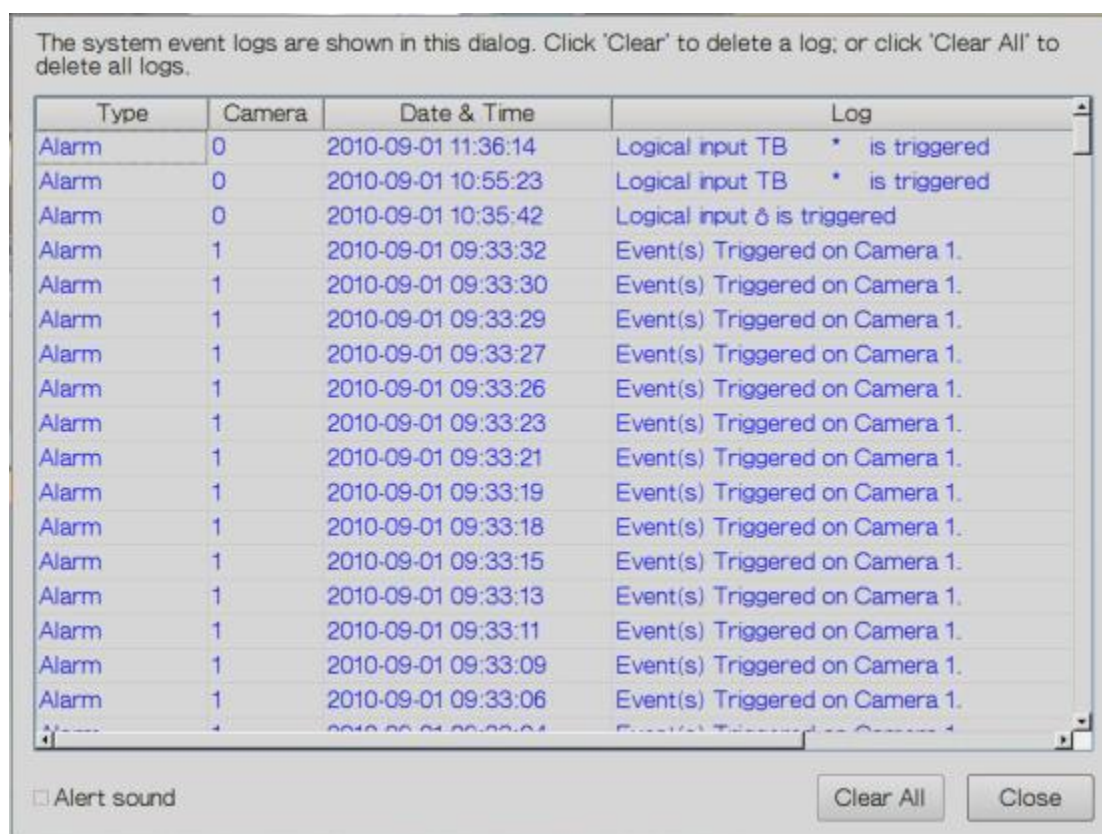 The system event logs are shown in this dialog. Click 'Clear' to delete a log; or click 'Clear All' to
delete all logs.
Type Camera Date & Time Log
Alarm 0 2010-09-01 11:36:14 Logical input TB * is triggered
Alarm 0 2010-09-01 10:55:23 Logical input TB * is triggered
Alarm 0 2010-09-01 10:35:42 Logical input ô is triggered
Alarm 1 2010-09-01 09:33:32 Event(s) Triggered on Camera 1.
Alarm 1 2010-09-01 09:33:30 Event(s) Triggered on Camera 1.
Alarm 1 2010-09-01 09:33:29 Event(s) Triggered on Camera 1.
Alarm 1 2010-09-01 09:33:27 Event(s) Triggered on Camera 1.
Alarm 1 2010-09-01 09:33:26 Event(s) Triggered on Camera 1.
Alarm 1 2010-09-01 09:33:23 Event(s) Triggered on Camera 1.
Alarm 1 2010-09-01 09:33:21 Event(s) Triggered on Camera 1.
Alarm 1 2010-09-01 09:33:19 Event(s) Triggered on Camera 1.
Alarm 1 2010-09-01 09:33:18 Event(s) Triggered on Camera 1.
Alarm 1 2010-09-01 09:33:15 Event(s) Triggered on Camera 1.
Alarm 1 2010-09-01 09:33:13 Event(s) Triggered on Camera 1.
Alarm 1 2010-09-01 09:33:11 Event(s) Triggered on Camera 1.
Alarm 1 2010-09-01 09:33:09 Event(s) Triggered on Camera 1.
Alarm 1 2010-09-01 09:33:06 Event(s) Triggered on Camera 1.
Alert sound Clear All Close